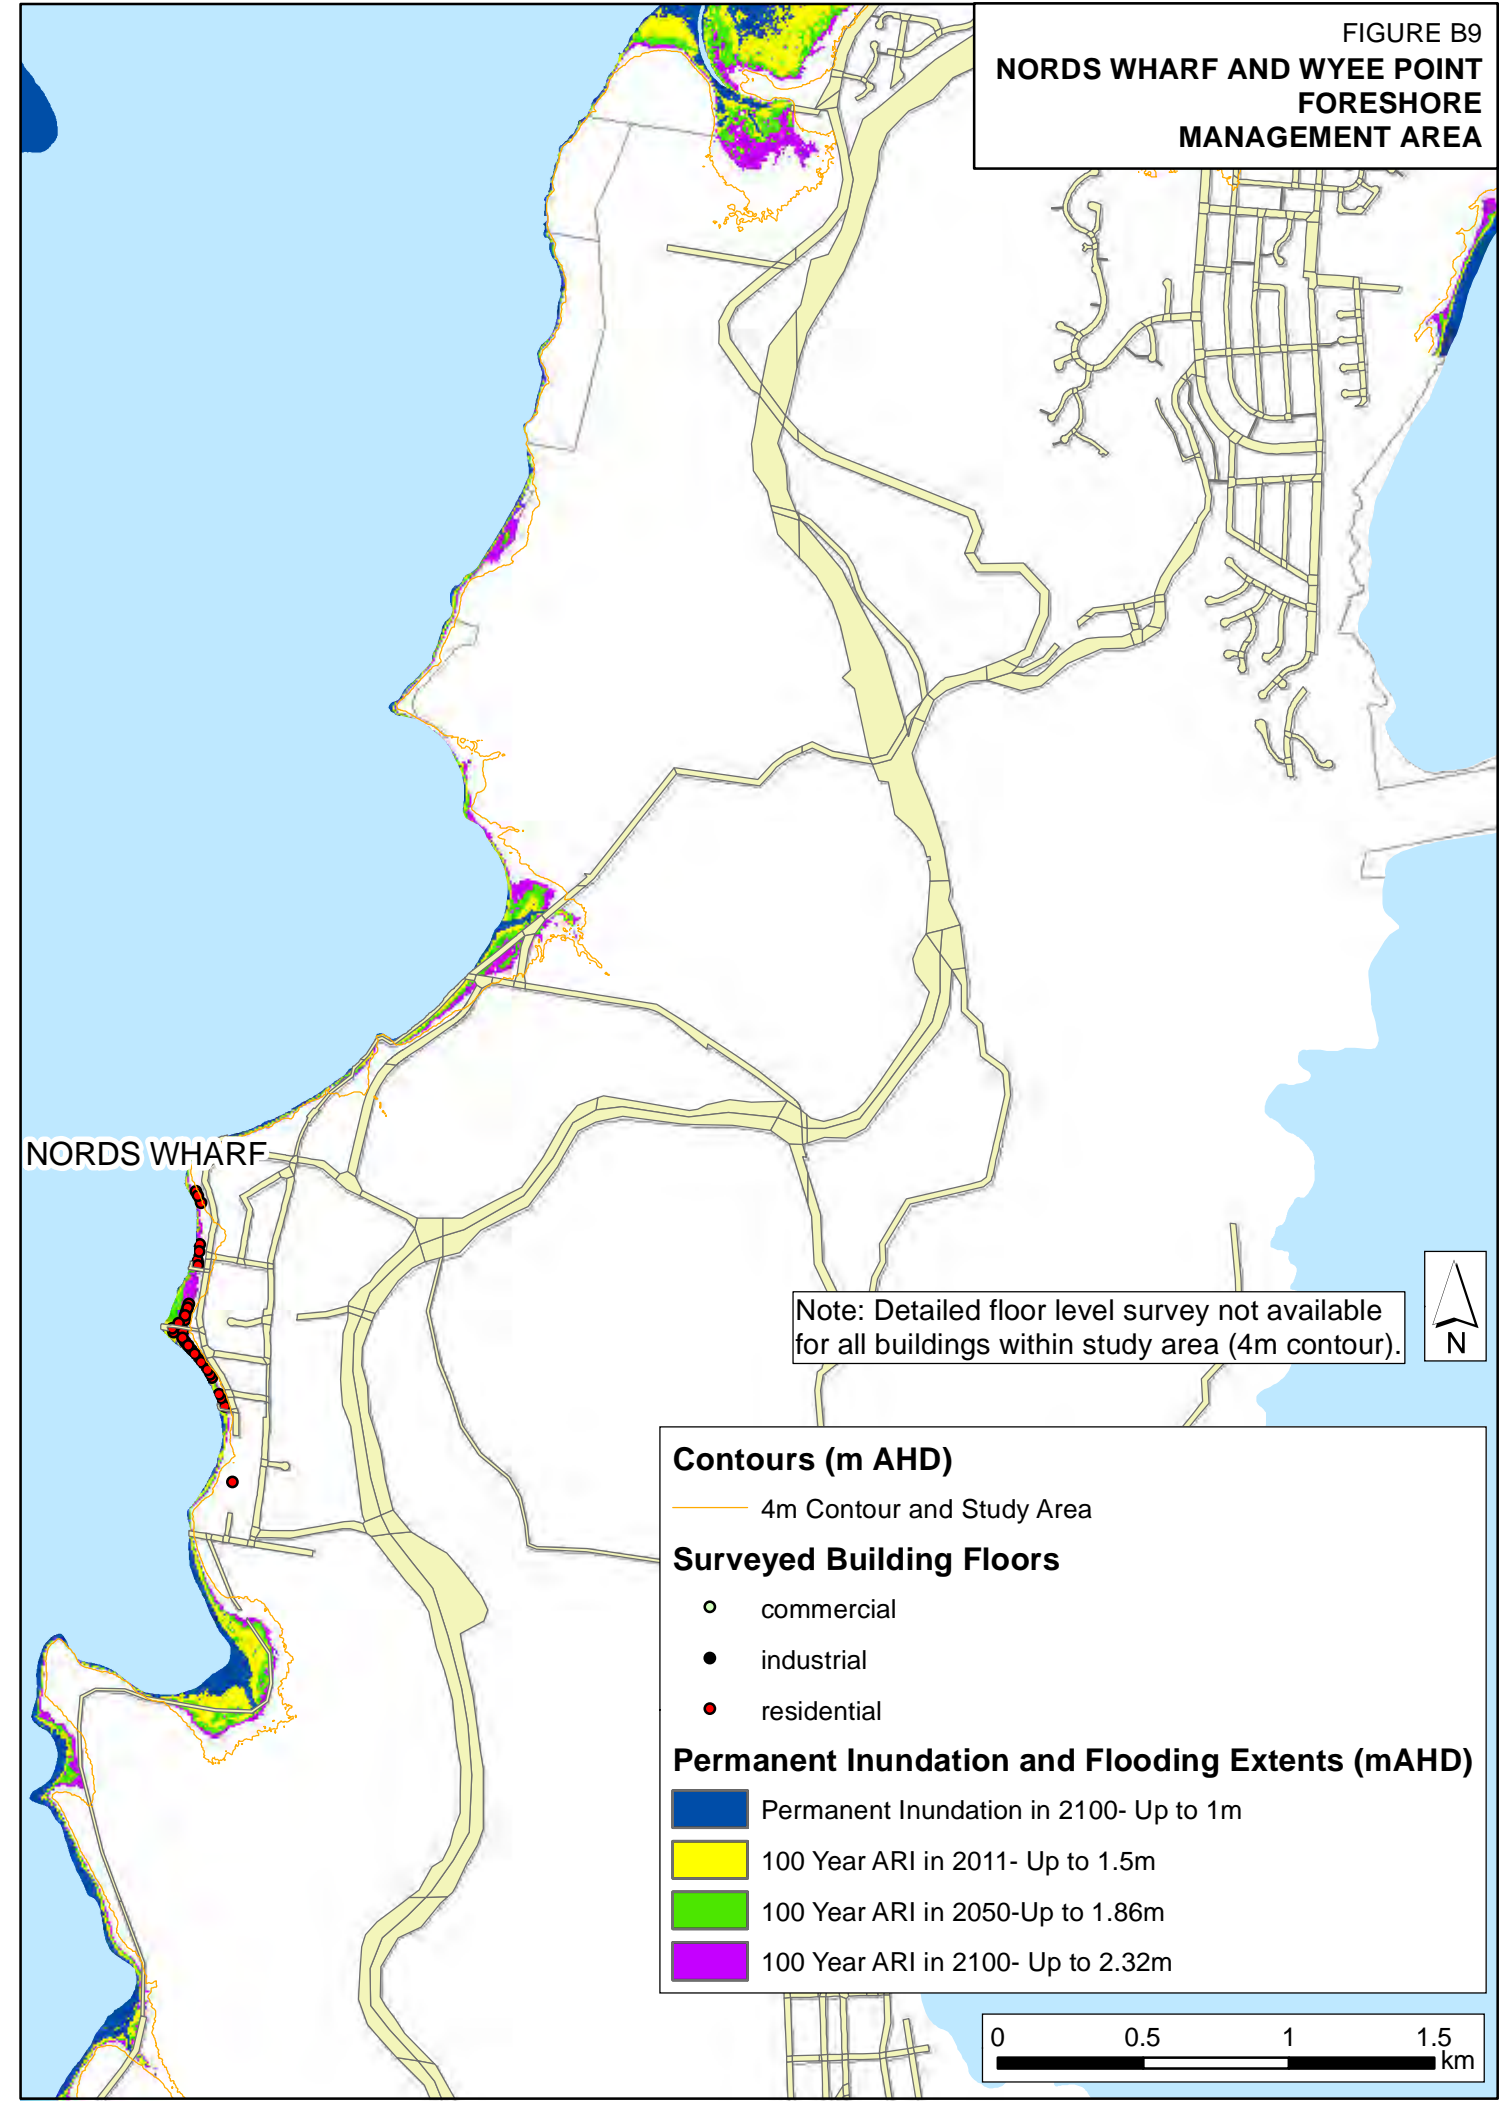 FIGURE B9
NORDS WHARF AND WYEE POINT
FORESHORE
MANAGEMENT AREA
NORDS WHARF
Note: Detailed floor level survey not available
for all buildings within study area (4m contour).
N
Contours (m AHD)
4m Contour and Study Area
Surveyed Building Floors
commercial
industrial
residential
Permanent Inundation and Flooding Extents (mAHD)
Permanent Inundation in 2100- Up to 1m
100 Year ARI in 2011- Up to 1.5m
100 Year ARI in 2050-Up to 1.86m
100 Year ARI in 2100- Up to 2.32m
0 0.5 1 1.5
km